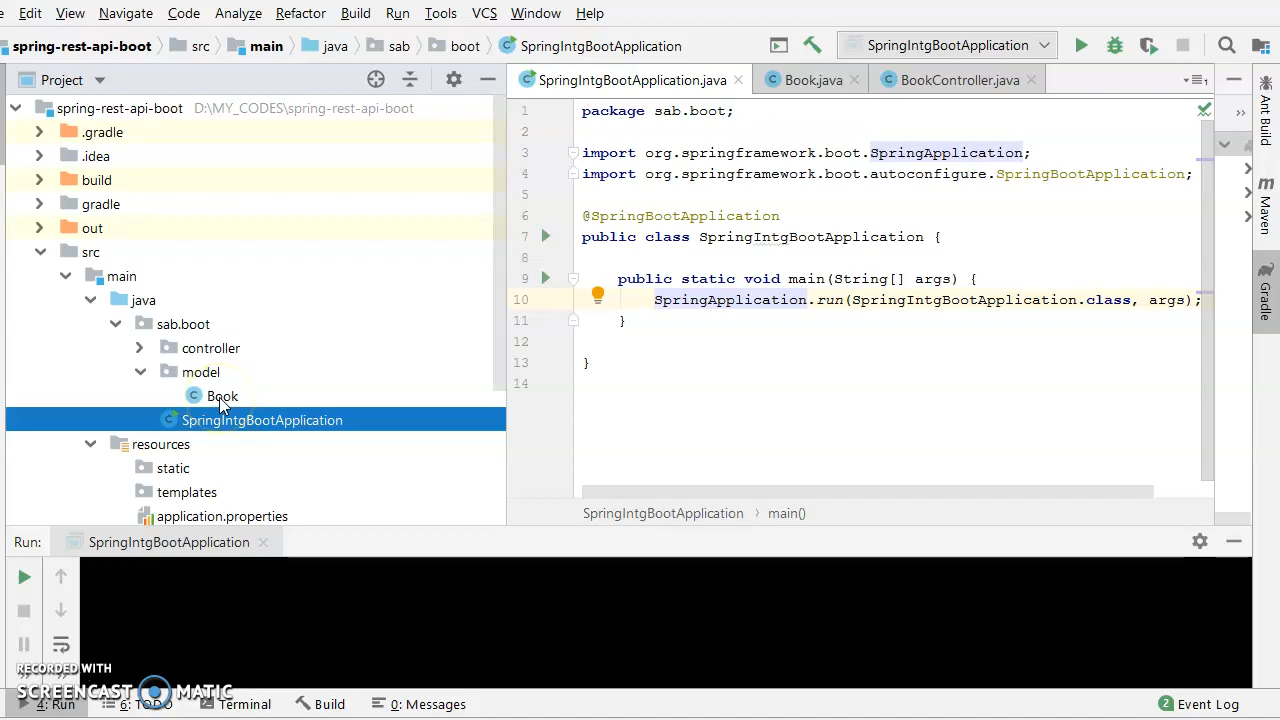 Edit View Navigate Code Analyze Refactor Build Run Tools VCS Window Help
spring-rest-api-boot src main java sab boot SpringIntgBootApplication SpringIntgBootApplication
Project SpringIntgBootApplication.java Book.java BookController.java
spring-rest-api-boot D:\MY_CODES\spring-rest-api-boot
.gradle
.idea
build
gradle
out
src
main
java
sab.boot
controller
model
Book
SpringIntgBootApplication
resources
static
templates
application.properties
1 package sab.boot;
2
3 import org.springframework.boot.SpringApplication;
4 import org.springframework.boot.autoconfigure.SpringBootApplication;
5
6 @SpringBootApplication
7 public class SpringIntgBootApplication {
8
9 public static void main(String[] args) {
10 SpringApplication.run(SpringIntgBootApplication.class, args);
11 }
12
13 }
14
SpringIntgBootApplication > main()
Ant Build
Maven
Gradle
Run: SpringIntgBootApplication
RECORDED WITH
SCREENCAST MATIC
4: Run 6: TODO Terminal Build 0: Messages 2 Event Log